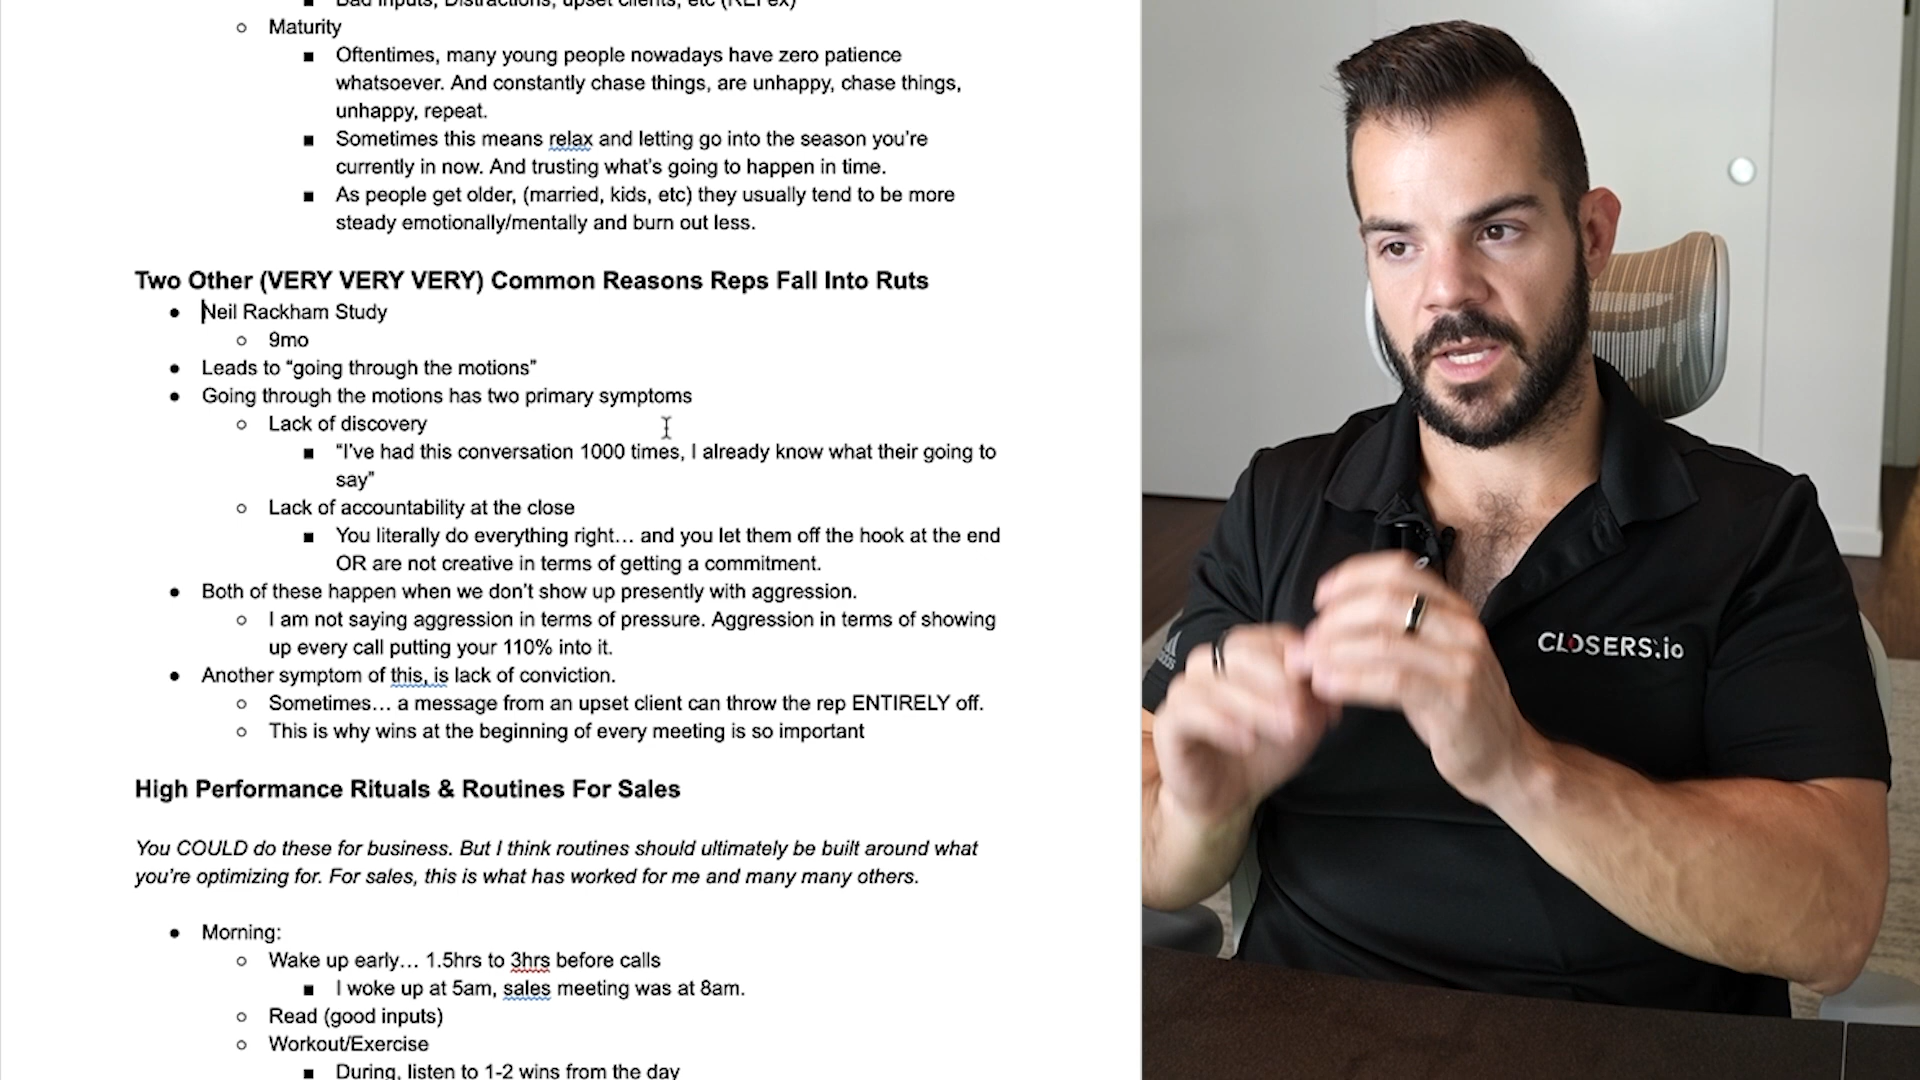 Bad inputs, Distractions, upset clients, etc (REPex)
Maturity
Oftentimes, many young people nowadays have zero patience
whatsoever. And constantly chase things, are unhappy, chase things,
unhappy, repeat.
Sometimes this means relax and letting go into the season you're
currently in now. And trusting what's going to happen in time.
As people get older, (married, kids, etc) they usually tend to be more
steady emotionally/mentally and burn out less.
Two Other (VERY VERY VERY) Common Reasons Reps Fall Into Ruts
Neil Rackham Study
9mo
Leads to “going through the motions”
Going through the motions has two primary symptoms
Lack of discovery
“I've had this conversation 1000 times, I already know what their going to
say”
Lack of accountability at the close
You literally do everything right… and you let them off the hook at the end
OR are not creative in terms of getting a commitment.
Both of these happen when we don't show up presently with aggression.
I am not saying aggression in terms of pressure. Aggression in terms of showing
up every call putting your 110% into it.
Another symptom of this, is lack of conviction.
Sometimes… a message from an upset client can throw the rep ENTIRELY off.
This is why wins at the beginning of every meeting is so important
High Performance Rituals & Routines For Sales
You COULD do these for business. But I think routines should ultimately be built around what
you're optimizing for. For sales, this is what has worked for me and many many others.
Morning:
Wake up early… 1.5hrs to 3hrs before calls
I woke up at 5am, sales meeting was at 8am.
Read (good inputs)
Workout/Exercise
During, listen to 1-2 wins from the day
CLOSERS.io